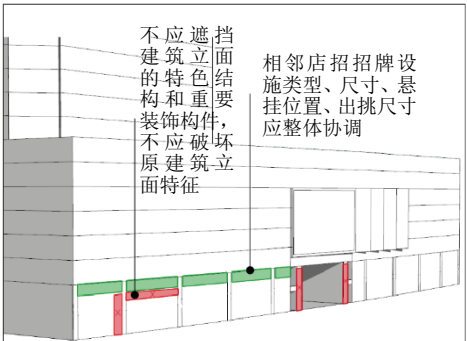 不应遮挡
建筑立面
的特色结
构和重要
装饰构件,
不应破坏
原建筑立
面特征
相邻店招招牌设
施类型、尺寸、悬
挂位置、出挑尺寸
应整体协调